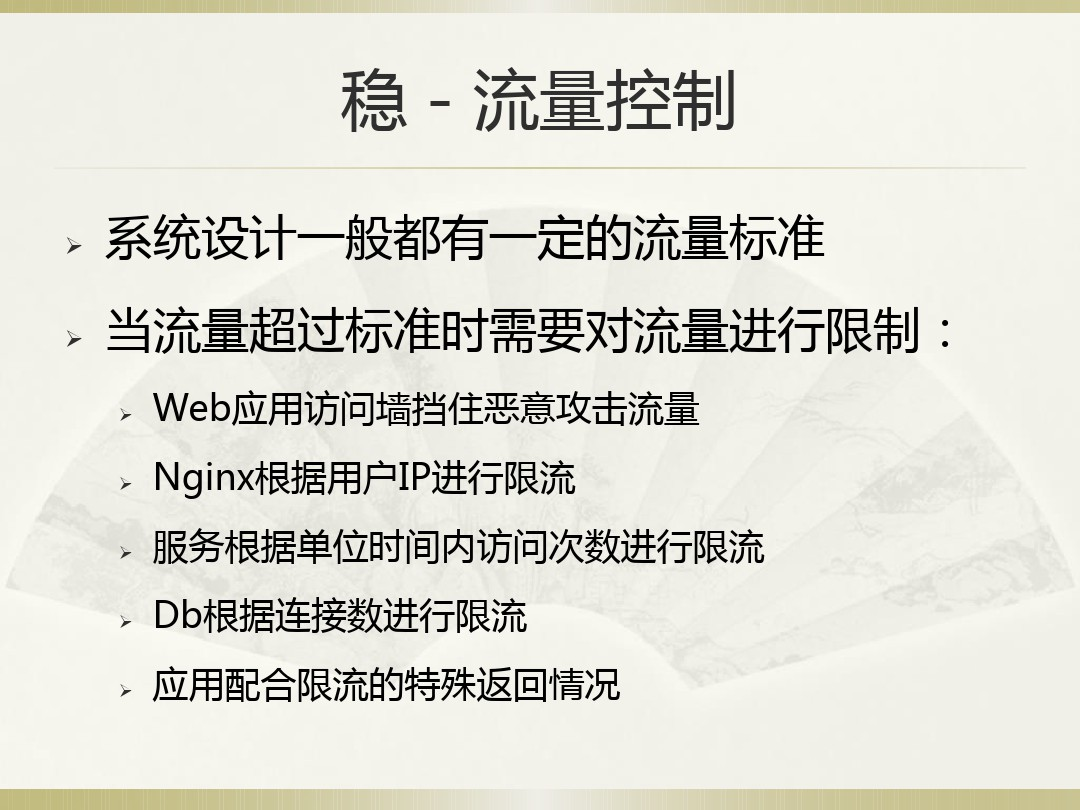 稳 - 流量控制
系统设计一般都有一定的流量标准
当流量超过标准时需要对流量进行限制：
Web应用访问墙挡住恶意攻击流量
Nginx根据用户IP进行限流
服务根据单位时间内访问次数进行限流
Db根据连接数进行限流
应用配合限流的特殊返回情况